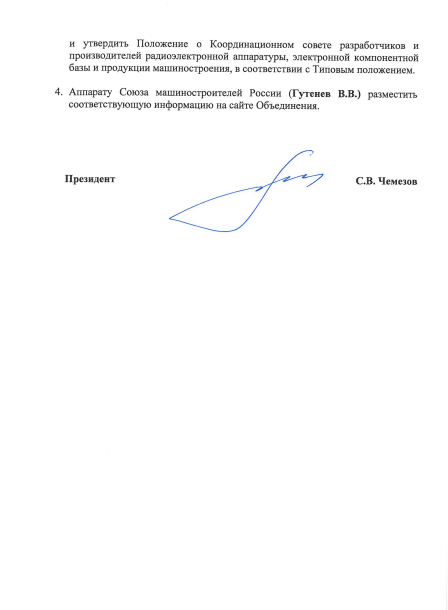 и утвердить Положение о Координационном совете разработчиков и
производителей радиоэлектронной аппаратуры, электронной компонентной
базы и продукции машиностроения, в соответствии с Типовым положением.
4. Аппарату Союза машиностроителей России (Гутенев В.В.) разместить
соответствующую информацию на сайте Объединения.
Президент
С.В. Чемезов